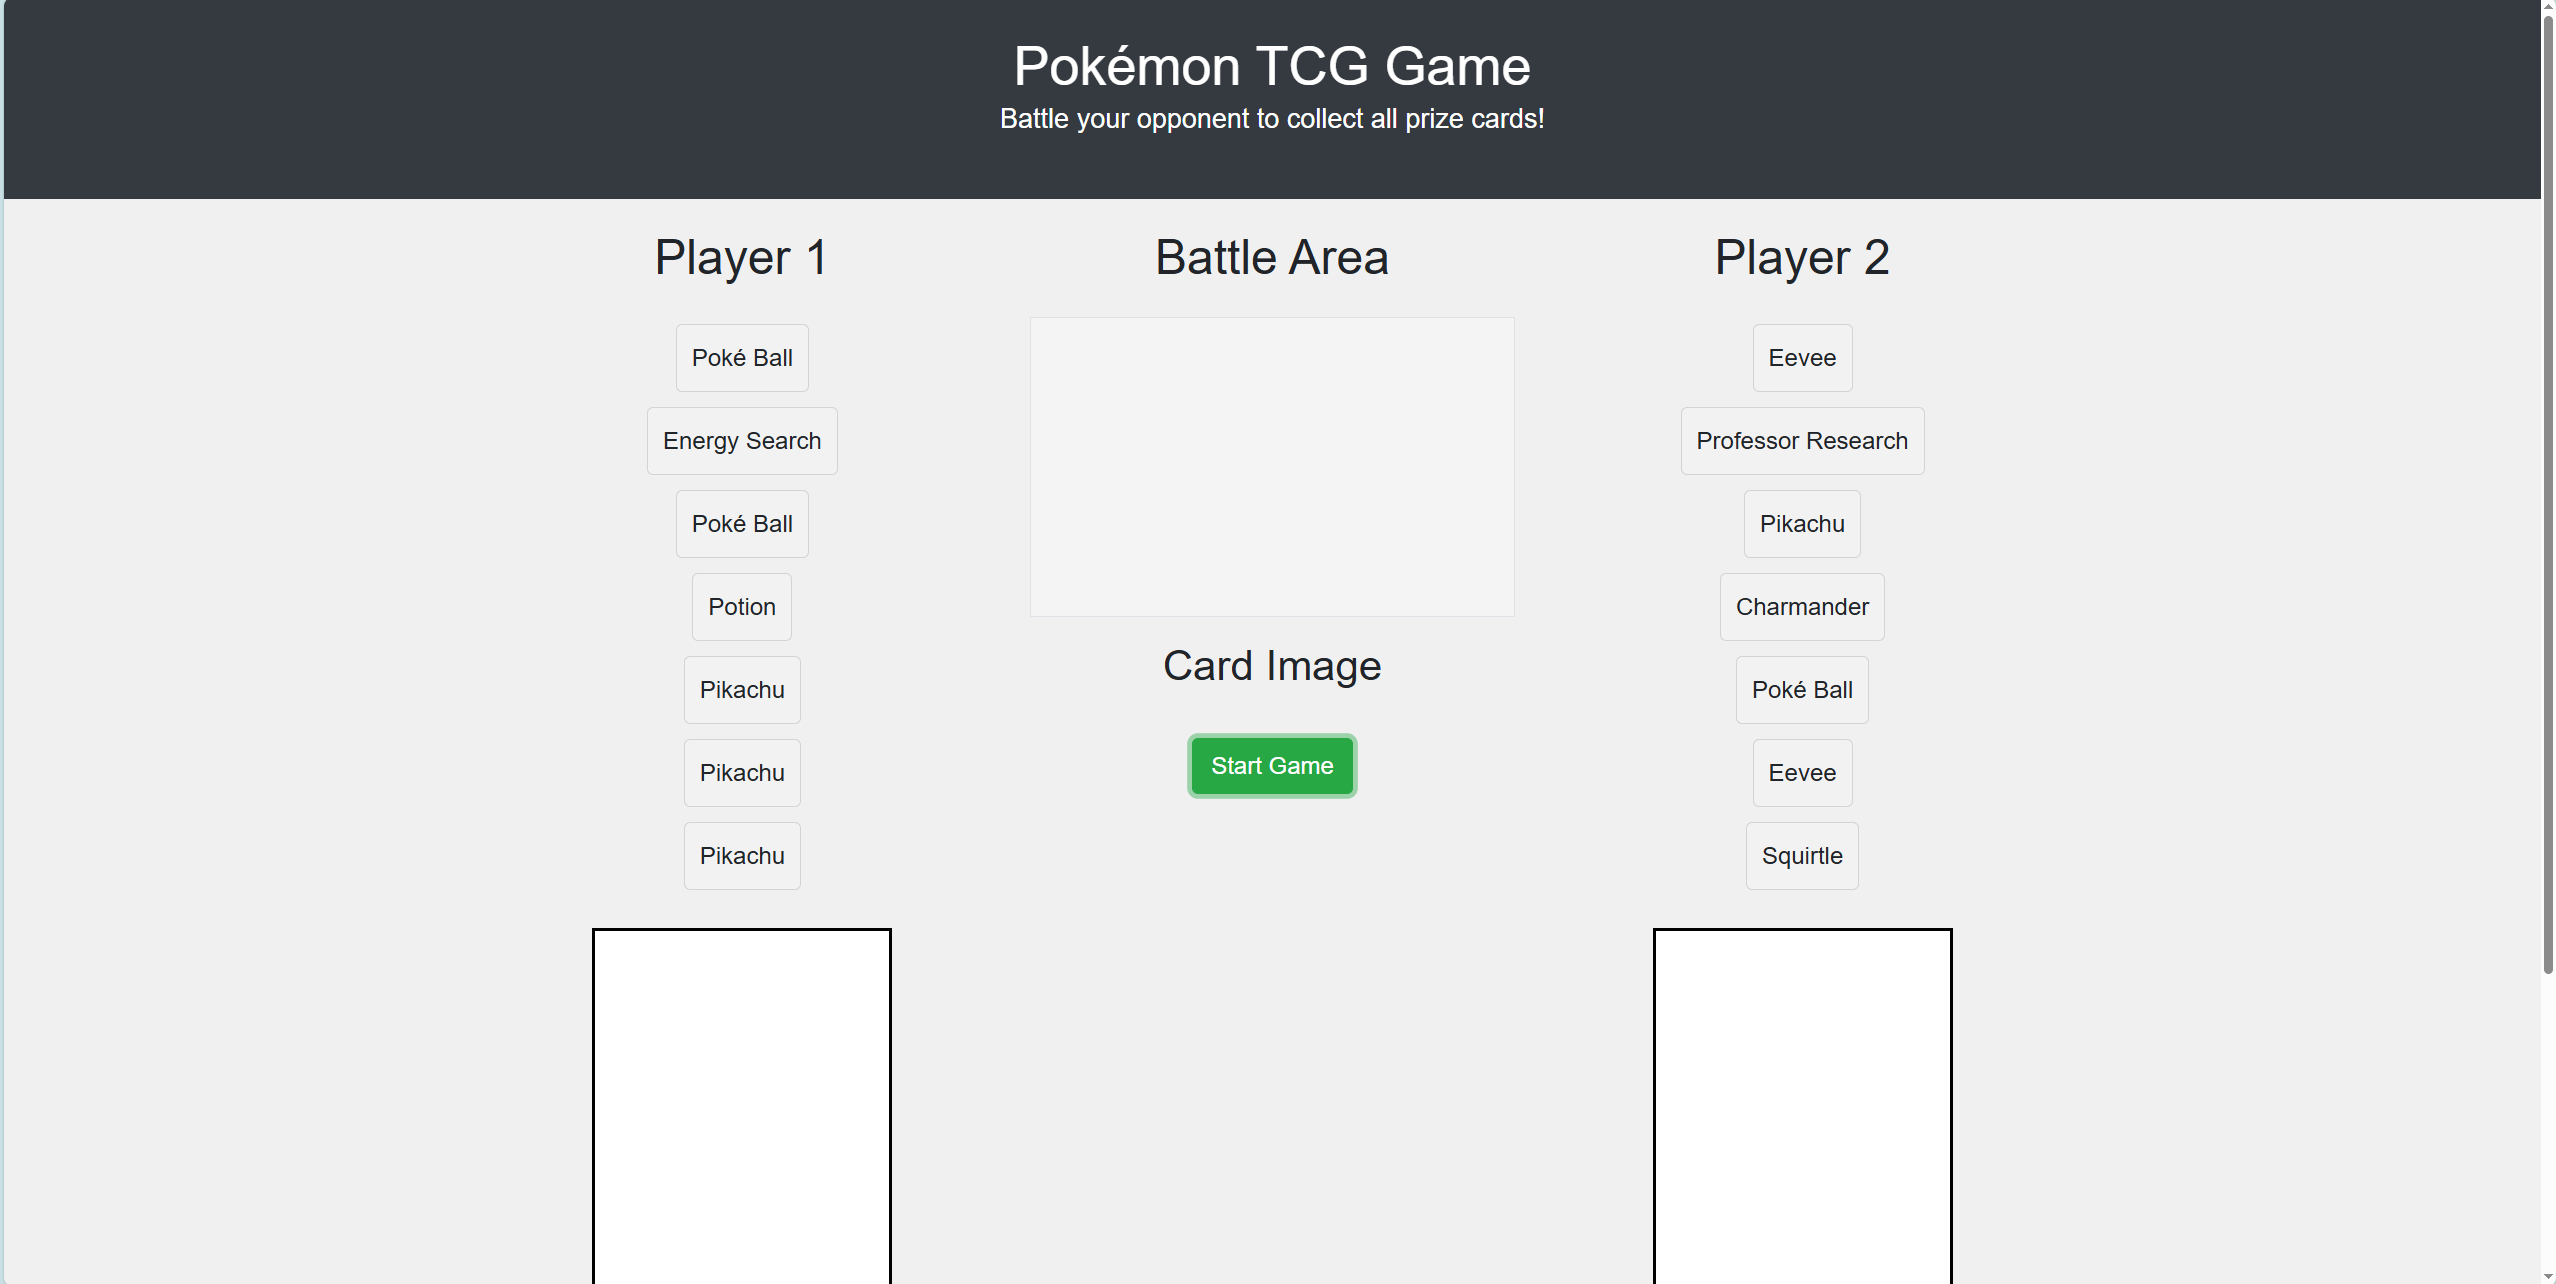 Pokémon TCG Game
Battle your opponent to collect all prize cards!
Player 1
Poké Ball
Energy Search
Poké Ball
Potion
Pikachu
Pikachu
Pikachu
Battle Area
Card Image
Start Game
Player 2
Eevee
Professor Research
Pikachu
Charmander
Poké Ball
Eevee
Squirtle